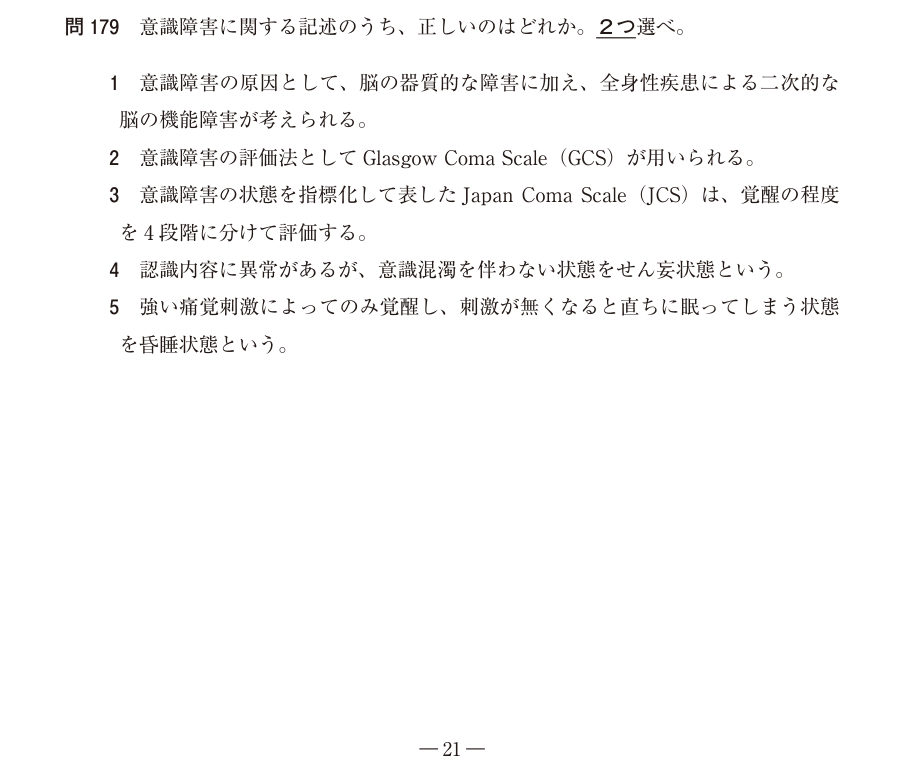 問 179　意識障害に関する記述のうち、正しいのはどれか。２つ選べ。
1　意識障害の原因として、脳の器質的な障害に加え、全身性疾患による二次的な
脳の機能障害が考えられる。
2　意識障害の評価法として Glasgow Coma Scale（GCS）が用いられる。
3　意識障害の状態を指標化して表した Japan Coma Scale（JCS）は、覚醒の程度
を 4 段階に分けて評価する。
4　認識内容に異常があるが、意識混濁を伴わない状態をせん妄状態という。
5　強い痛覚刺激によってのみ覚醒し、刺激が無くなると直ちに眠ってしまう状態
を昏睡状態という。
— 21 —